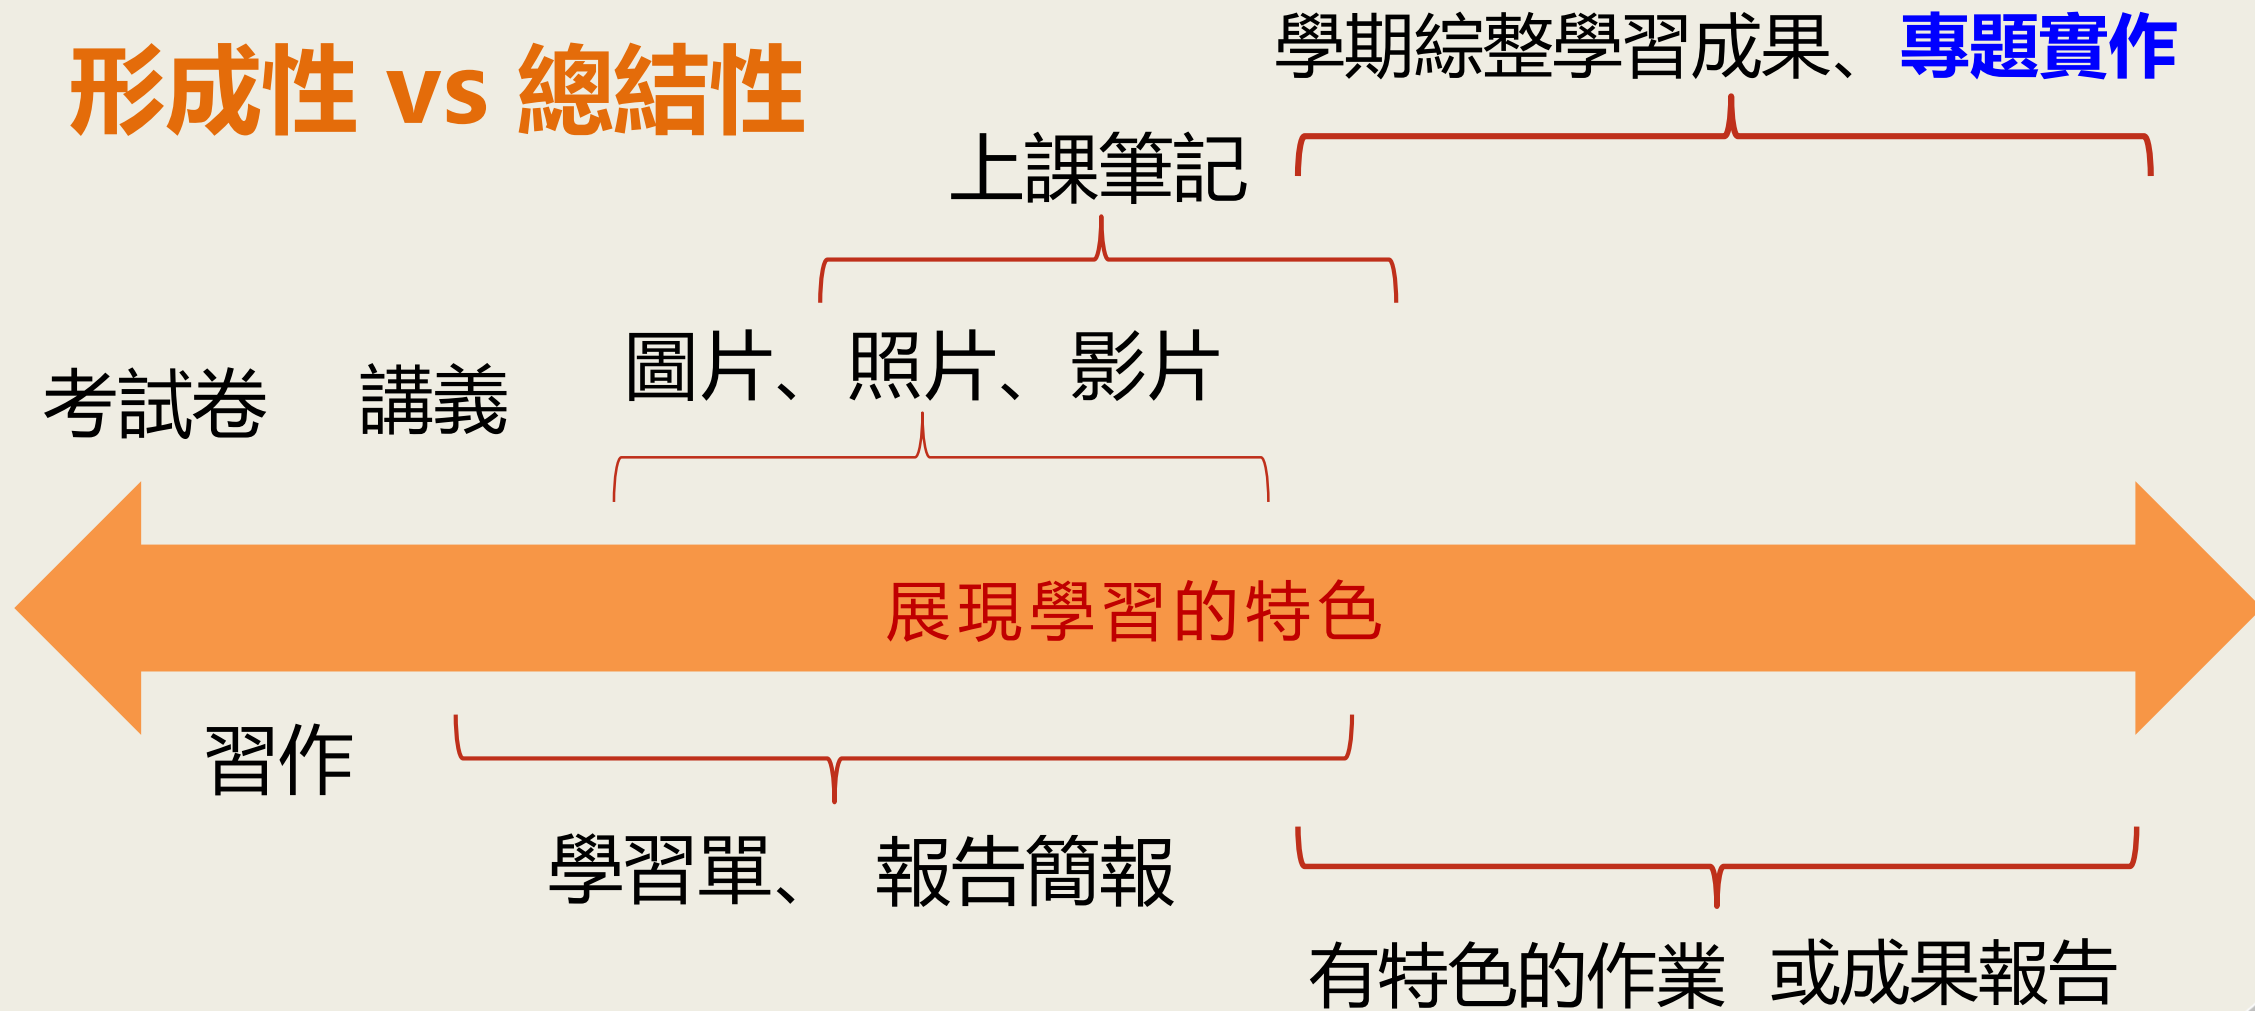 學期綜整學習成果、專題實作
形成性 vs 總結性
上課筆記
圖片、照片、影片
考試卷 講義
展現學習的特色
習作
學習單、 報告簡報
有特色的作業 或成果報告